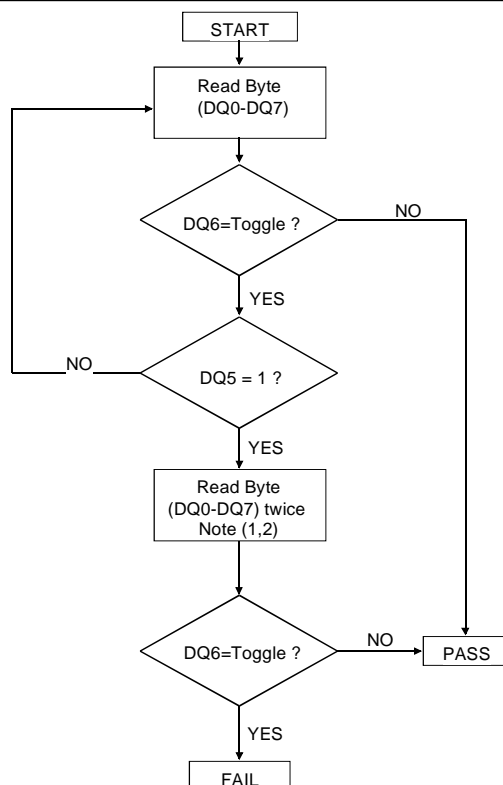 START
Read Byte
(DQ0-DQ7)
DQ6=Toggle ?
NO
YES
NO
DQ5 = 1 ?
YES
Read Byte
(DQ0-DQ7) twice
Note (1,2)
DQ6=Toggle ?
NO
PASS
YES
FAIL